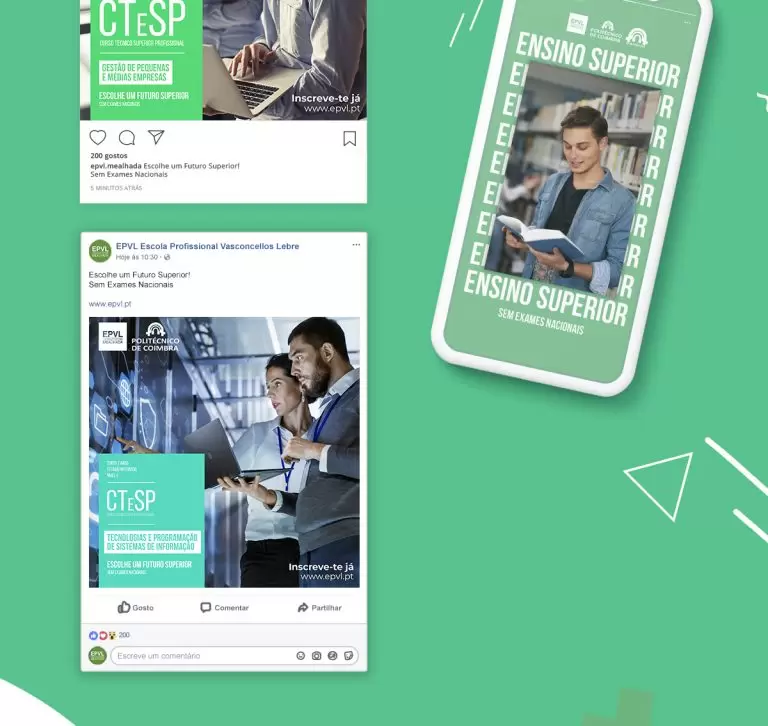 CTeSP
CURSO TÉCNICO SUPERIOR PROFISSIONAL
GESTÃO DE PEQUENAS
E MÉDIAS EMPRESAS
ESCOLHE UM FUTURO SUPERIOR
SEM EXAMES NACIONAIS
Inscreve-te já
www.epvl.pt
200 gostos
epvl.mealhada Escolhe um Futuro Superior!
Sem Exames Nacionais
5 MINUTOS ATRÁS
EPVL Escola Profissional Vasconcellos Lebre
Hoje às 10:30
Escolhe um Futuro Superior!
Sem Exames Nacionais
www.epvl.pt
EPVL
POLITÉCNICO
DE COIMBRA
CTeSP
TECNOLOGIAS E PROGRAMAÇÃO
DE SISTEMAS DE INFORMAÇÃO
ESCOLHE UM FUTURO SUPERIOR
SEM EXAMES NACIONAIS
Inscreve-te já
www.epvl.pt
Gosto
Comentar
Partilhar
200
EPVL
Escreve um comentário
EPVL
POLITÉCNICO
DE COIMBRA
ENSINO SUPERIOR
E R
E R
E R
E R
E R
E R
E R
ENSINO SUPERIOR
SEM EXAMES NACIONAIS